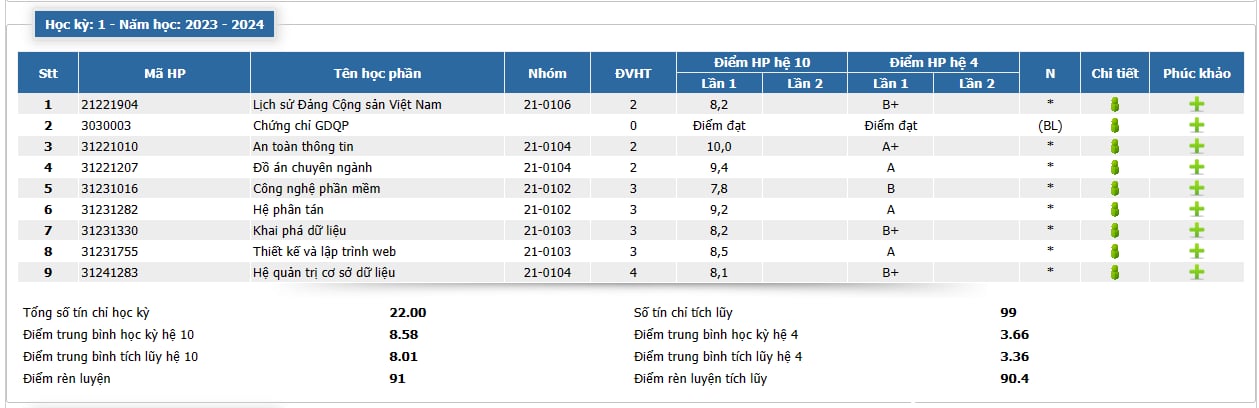 Học kỳ: 1 - Năm học: 2023 - 2024
Stt Mã HP Tên học phần Nhóm ĐVHT Điểm HP hệ 10 Điểm HP hệ 4 N Chi tiết Phúc khảo
Lần 1 Lần 2 Lần 1 Lần 2
1 21221904 Lịch sử Đảng Cộng sản Việt Nam 21-0106 2 8,2 B+ *
2 3030003 Chứng chỉ GDQP 0 Điểm đạt Điểm đạt (BL)
3 31221010 An toàn thông tin 21-0104 2 10,0 A+ *
4 31221207 Đồ án chuyên ngành 21-0104 2 9,4 A *
5 31231016 Công nghệ phần mềm 21-0102 3 7,8 B *
6 31231282 Hệ phân tán 21-0102 3 9,2 A *
7 31231330 Khai phá dữ liệu 21-0103 3 8,2 B+ *
8 31231755 Thiết kế và lập trình web 21-0103 3 8,5 A *
9 31241283 Hệ quản trị cơ sở dữ liệu 21-0104 4 8,1 B+ *
Tổng số tín chỉ học kỳ 22.00 Số tín chỉ tích lũy 99
Điểm trung bình học kỳ hệ 10 8.58 Điểm trung bình học kỳ hệ 4 3.66
Điểm trung bình tích lũy hệ 10 8.01 Điểm trung bình tích lũy hệ 4 3.36
Điểm rèn luyện 91 Điểm rèn luyện tích lũy 90.4